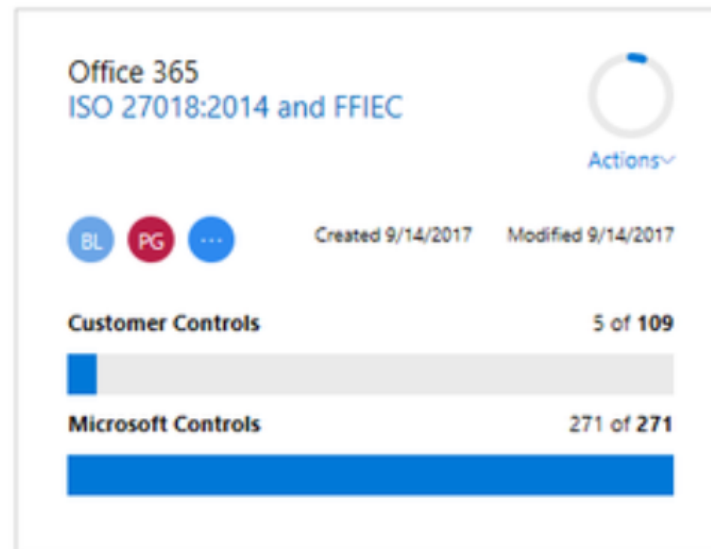 Office 365
ISO 27018:2014 and FFIEC
Actions
BL PG ... Created 9/14/2017 Modified 9/14/2017
Customer Controls 5 of 109
Microsoft Controls 271 of 271